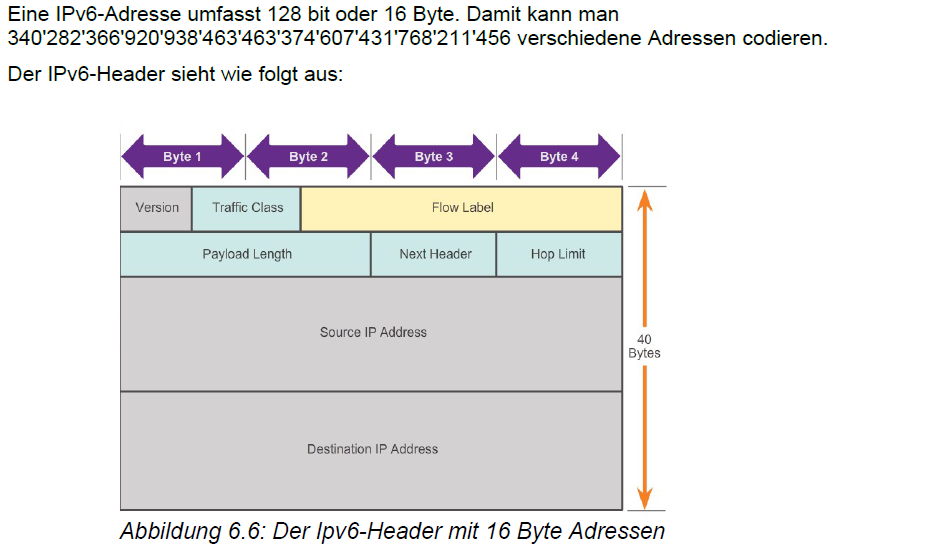 Eine IPv6-Adresse umfasst 128 bit oder 16 Byte. Damit kann man
340'282'366'920'938'463'463'374'607'431'768'211'456 verschiedene Adressen codieren.
Der IPv6-Header sieht wie folgt aus:
Byte 1 Byte 2 Byte 3 Byte 4
Version Traffic Class Flow Label
Payload Length Next Header Hop Limit
Source IP Address
40
Bytes
Destination IP Address
Abbildung 6.6: Der Ipv6-Header mit 16 Byte Adressen